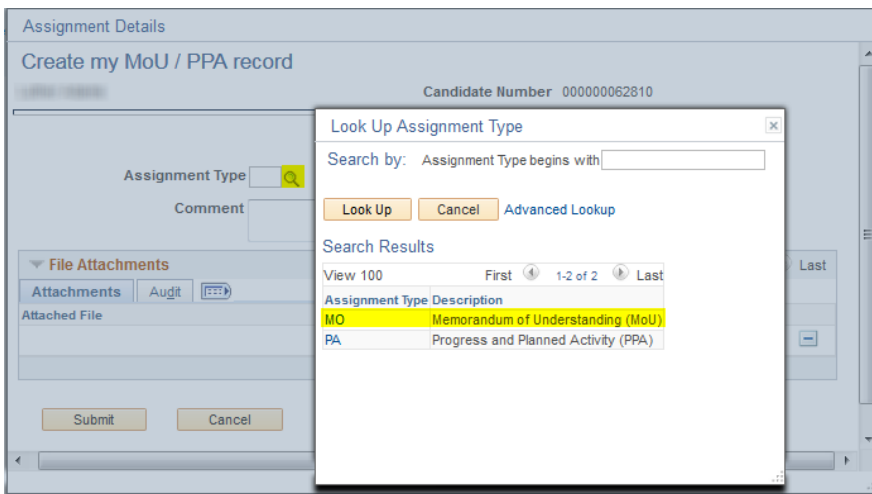 Assignment Details
Create my MoU / PPA record
Candidate Number 000000062810
Assignment Type
Comment
File Attachments
Last
Attachments Audit
Attached File
Submit Cancel
Look Up Assignment Type
Search by: Assignment Type begins with
Look Up Cancel Advanced Lookup
Search Results
View 100 First 1-2 of 2 Last
Assignment Type Description
MO Memorandum of Understanding (MoU)
PA Progress and Planned Activity (PPA)